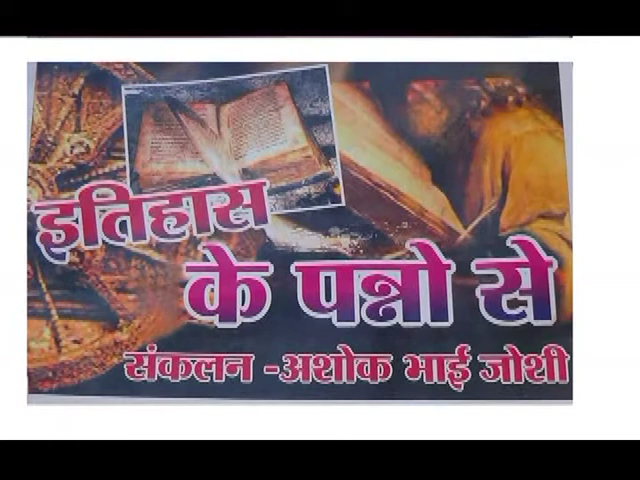 इतिहास
के पन्नो से
संकलन -अशोक भाई जोशी